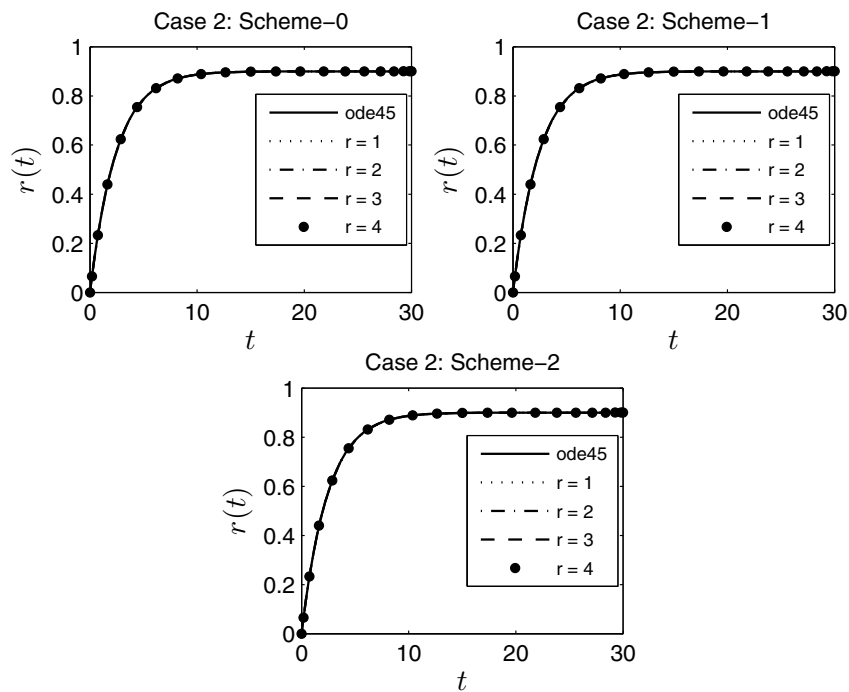 Case 2: Scheme−0
1
0.8
0.6
0.4
0.2
0
r(t)
0 10 20 30
t
ode45
r = 1
r = 2
r = 3
r = 4
Case 2: Scheme−1
1
0.8
0.6
0.4
0.2
0
r(t)
0 10 20 30
t
ode45
r = 1
r = 2
r = 3
r = 4
Case 2: Scheme−2
1
0.8
0.6
0.4
0.2
0
r(t)
0 10 20 30
t
ode45
r = 1
r = 2
r = 3
r = 4